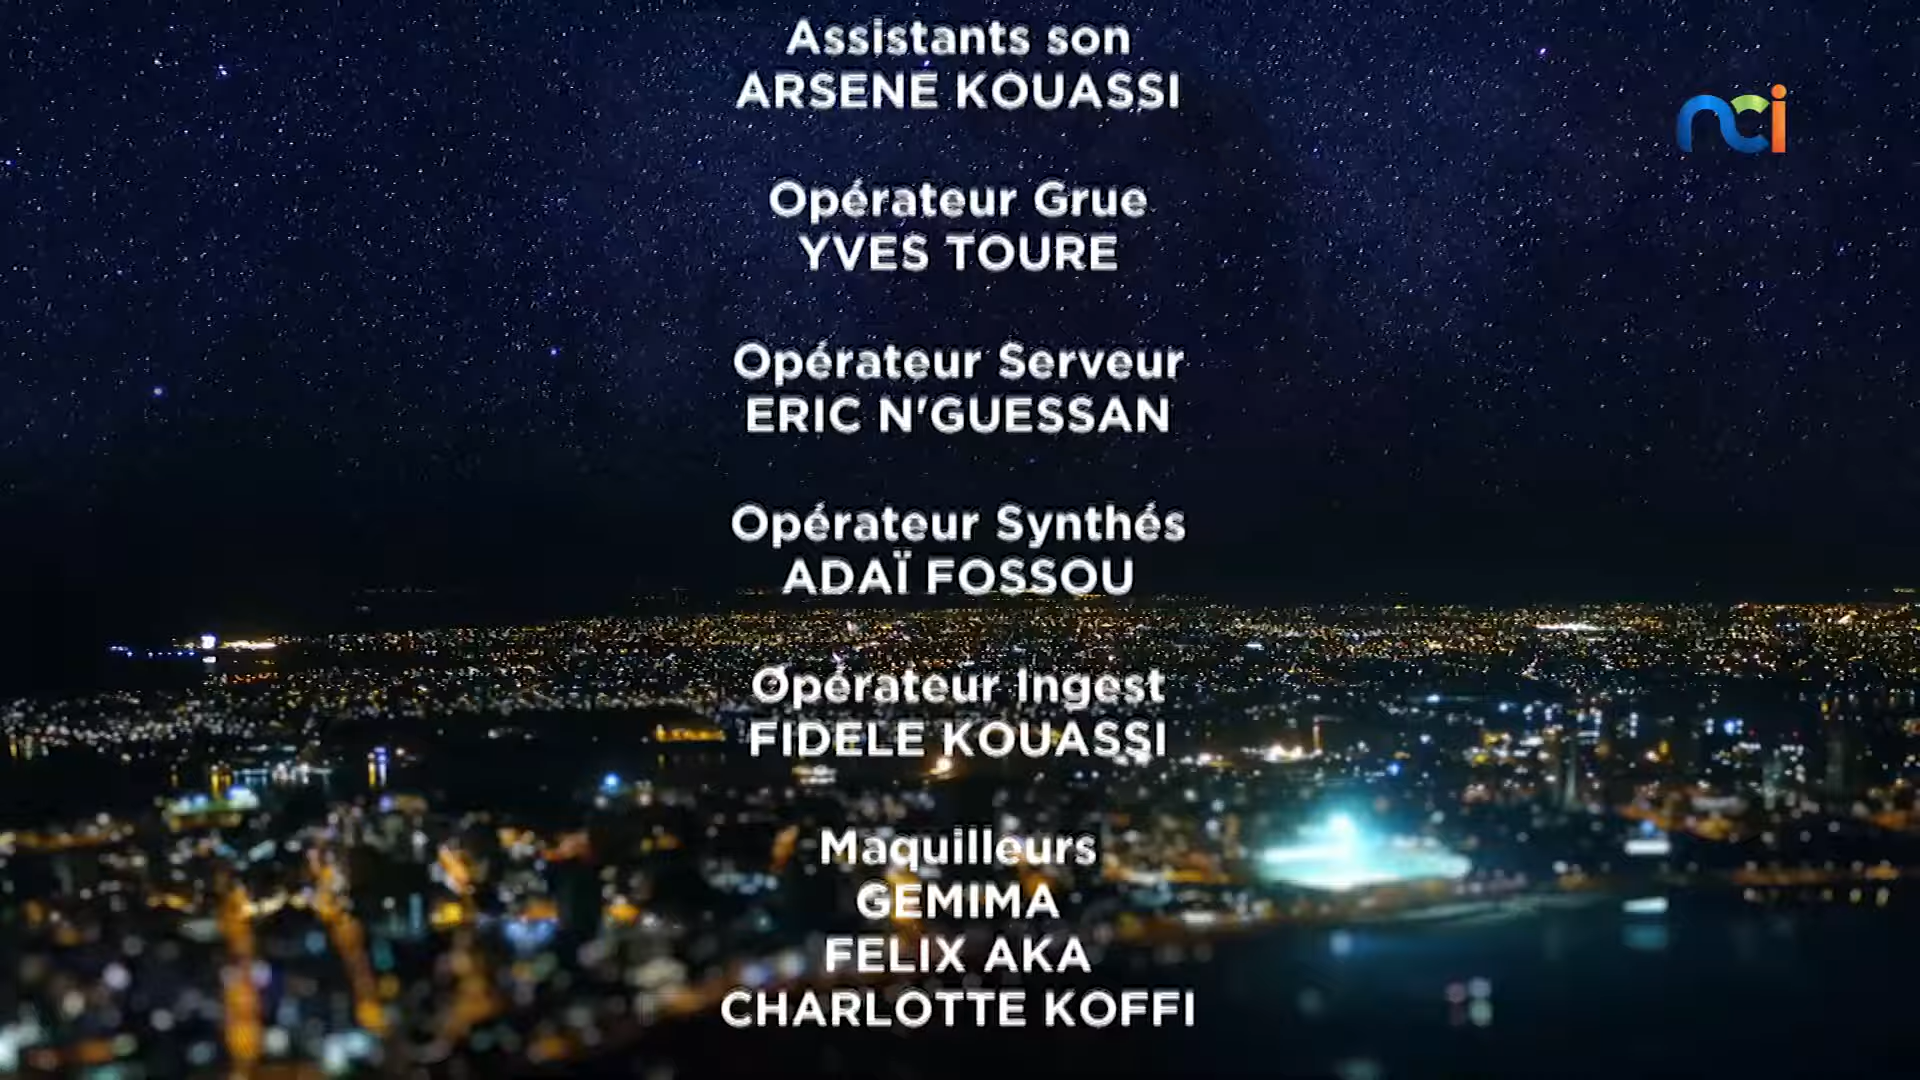 Assistants son
ARSENE KOUASSI
nci
Opérateur Grue
YVES TOURE
Opérateur Serveur
ERIC N'GUESSAN
Opérateur Synthés
ADAÏ FOSSOU
Opérateur Ingest
FIDELE KOUASSI
Maquilleurs
GEMIMA
FELIX AKA
CHARLOTTE KOFFI